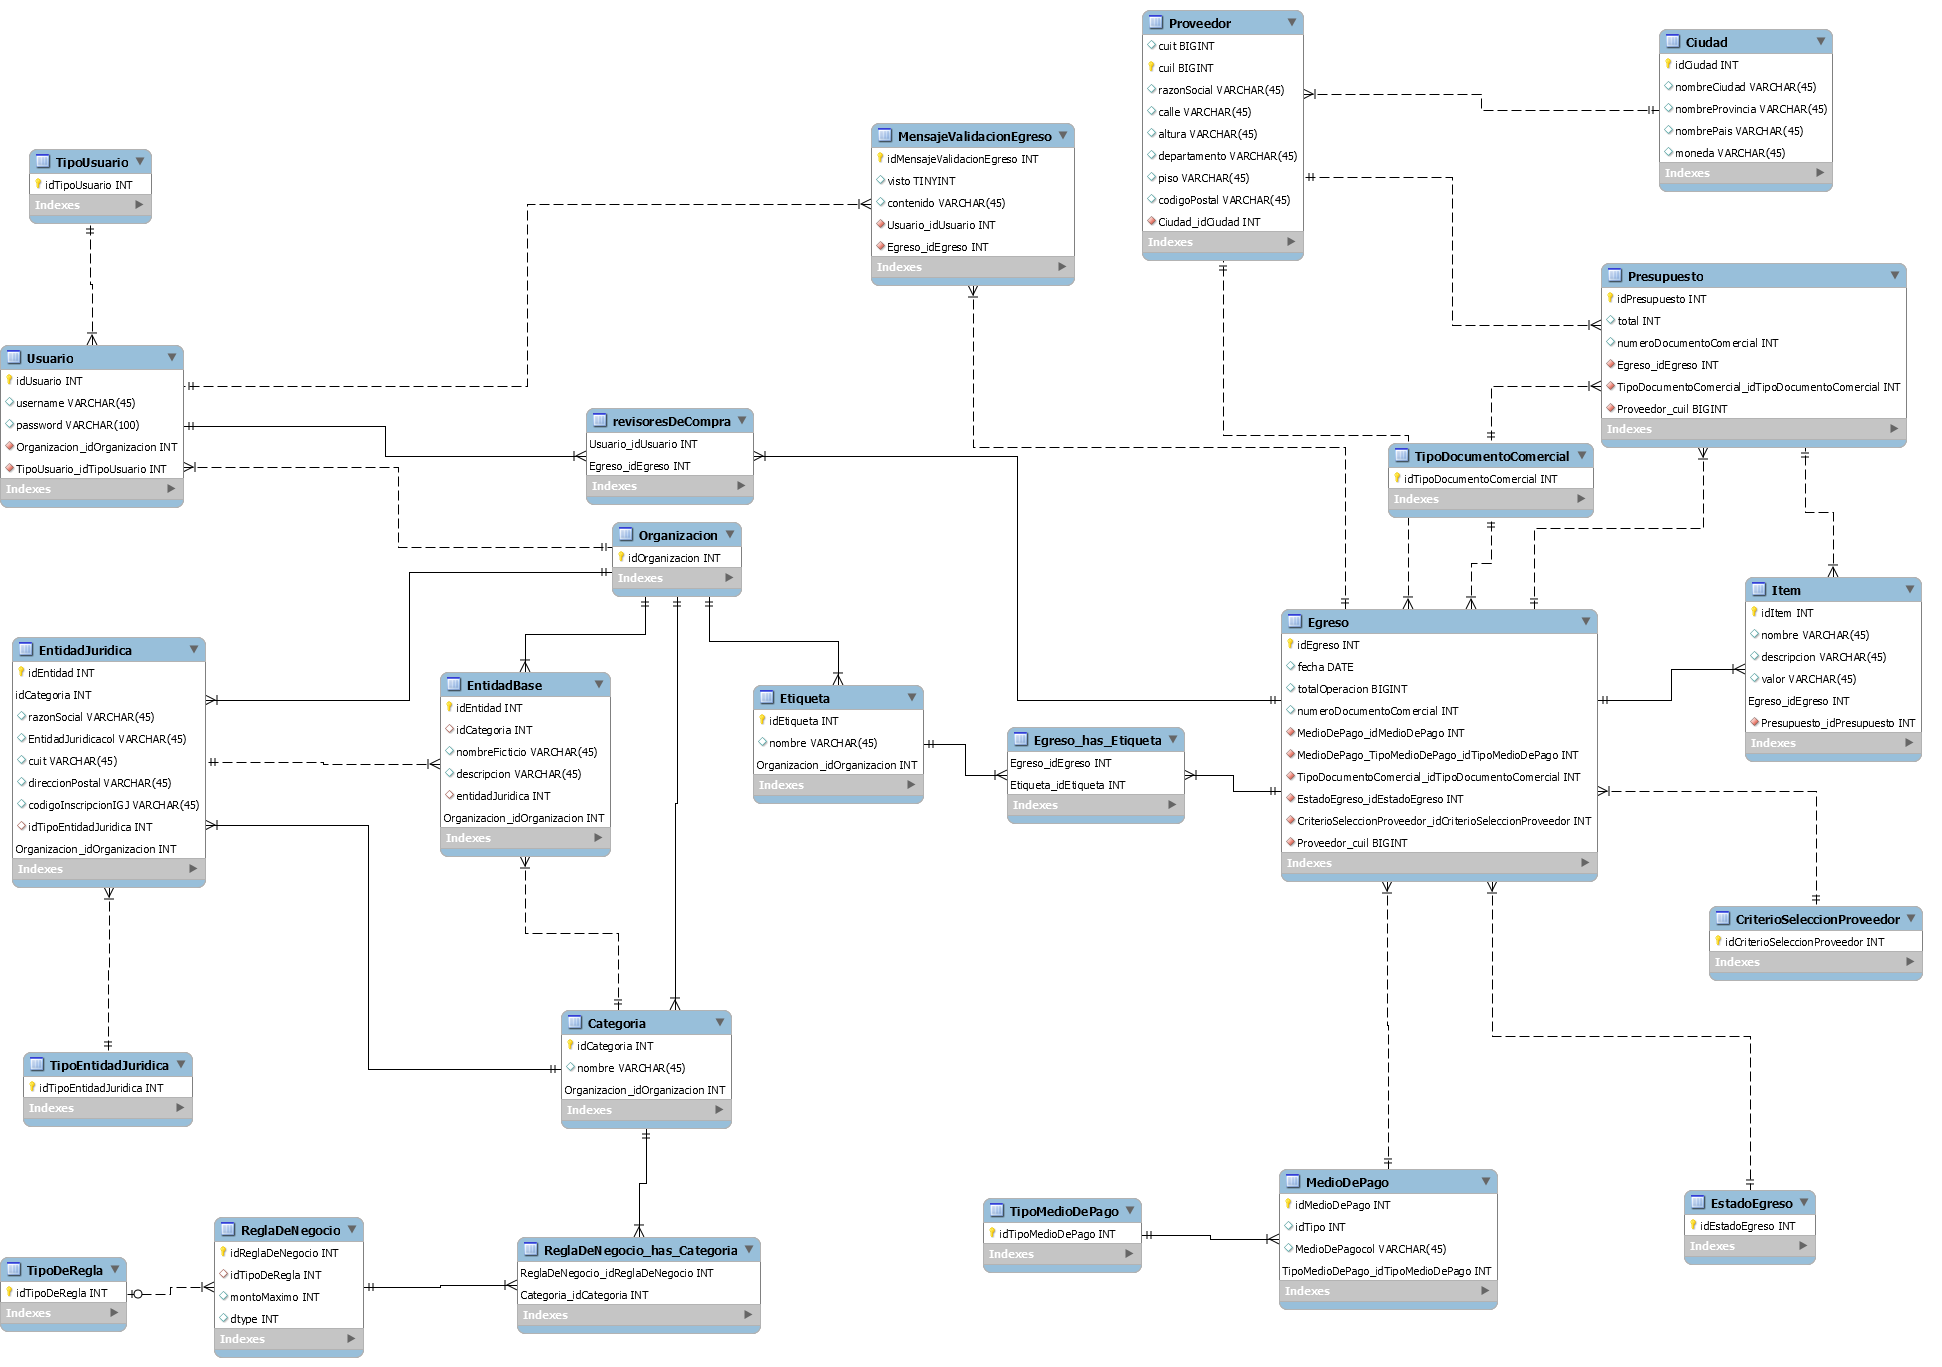 Proveedor
cuit BIGINT
cuil BIGINT
razonSocial VARCHAR(45)
calle VARCHAR(45)
altura VARCHAR(45)
departamento VARCHAR(45)
piso VARCHAR(45)
codigoPostal VARCHAR(45)
Ciudad_idCiudad INT
Indexes
Ciudad
idCiudad INT
nombreCiudad VARCHAR(45)
nombreProvincia VARCHAR(45)
nombrePais VARCHAR(45)
moneda VARCHAR(45)
Indexes
MensajeValidacionEgreso
idMensajeValidacionEgreso INT
visto TINYINT
contenido VARCHAR(45)
Usuario_idUsuario INT
Egreso_idEgreso INT
Indexes
TipoUsuario
idTipoUsuario INT
Indexes
Presupuesto
idPresupuesto INT
total INT
numeroDocumentoComercial INT
Egreso_idEgreso INT
TipoDocumentoComercial_idTipoDocumentoComercial INT
Proveedor_cuil BIGINT
Indexes
Usuario
idUsuario INT
username VARCHAR(45)
password VARCHAR(100)
Organizacion_idOrganizacion INT
TipoUsuario_idTipoUsuario INT
Indexes
revisoresDeCompra
Usuario_idUsuario INT
Egreso_idEgreso INT
Indexes
TipoDocumentoComercial
idTipoDocumentoComercial INT
Indexes
Organizacion
idOrganizacion INT
Indexes
Item
idItem INT
nombre VARCHAR(45)
descripcion VARCHAR(45)
valor VARCHAR(45)
Egreso_idEgreso INT
Presupuesto_idPresupuesto INT
Indexes
Egreso
idEgreso INT
fecha DATE
totalOperacion BIGINT
numeroDocumentoComercial INT
MedioDePago_idMedioDePago INT
MedioDePago_TipoMedioDePago_idTipoMedioDePago INT
TipoDocumentoComercial_idTipoDocumentoComercial INT
EstadoEgreso_idEstadoEgreso INT
CriterioSeleccionProveedor_idCriterioSeleccionProveedor INT
Proveedor_cuil BIGINT
Indexes
EntidadJuridica
idEntidad INT
idCategoria INT
razonSocial VARCHAR(45)
EntidadJuridicacol VARCHAR(45)
cuit VARCHAR(45)
direccionPostal VARCHAR(45)
codigoInscripcionIGJ VARCHAR(45)
idTipoEntidadJuridica INT
Organizacion_idOrganizacion INT
Indexes
EntidadBase
idEntidad INT
idCategoria INT
nombreFicticio VARCHAR(45)
descripcion VARCHAR(45)
entidadJuridica INT
Organizacion_idOrganizacion INT
Indexes
Etiqueta
idEtiqueta INT
nombre VARCHAR(45)
Organizacion_idOrganizacion INT
Indexes
Egreso_has_Etiqueta
Egreso_idEgreso INT
Etiqueta_idEtiqueta INT
Indexes
CriterioSeleccionProveedor
idCriterioSeleccionProveedor INT
Indexes
Categoria
idCategoria INT
nombre VARCHAR(45)
Organizacion_idOrganizacion INT
Indexes
TipoEntidadJuridica
idTipoEntidadJuridica INT
Indexes
MedioDePago
idMedioDePago INT
idTipo INT
MedioDePagocol VARCHAR(45)
TipoMedioDePago_idTipoMedioDePago INT
Indexes
TipoMedioDePago
idTipoMedioDePago INT
Indexes
EstadoEgreso
idEstadoEgreso INT
Indexes
ReglaDeNegocio
idReglaDeNegocio INT
idTipoDeRegla INT
montoMaximo INT
dtype INT
Indexes
ReglaDeNegocio_has_Categoria
ReglaDeNegocio_idReglaDeNegocio INT
Categoria_idCategoria INT
Indexes
TipoDeRegla
idTipoDeRegla INT
Indexes